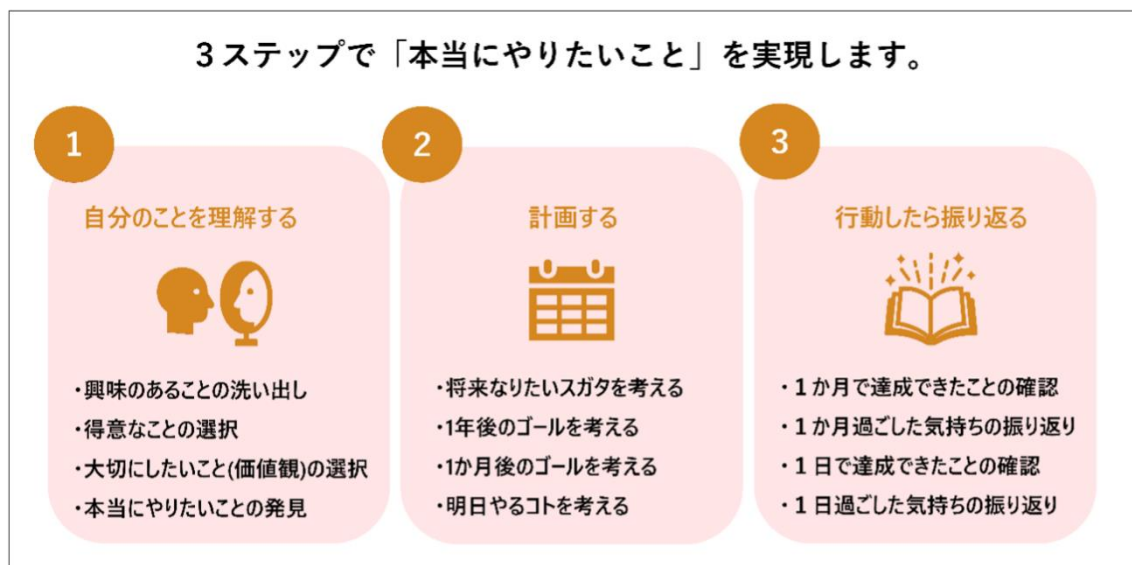 3ステップで「本当にやりたいこと」を実現します。
1
自分のことを理解する
・興味のあることの洗い出し
・得意なことの選択
・大切にしたいこと(価値観)の選択
・本当にやりたいことの発見
2
計画する
・将来なりたいスガタを考える
・1年後のゴールを考える
・1か月後のゴールを考える
・明日やるコトを考える
3
行動したら振り返る
・1か月で達成できたことの確認
・1か月過ごした気持ちの振り返り
・1日で達成できたことの確認
・1日過ごした気持ちの振り返り